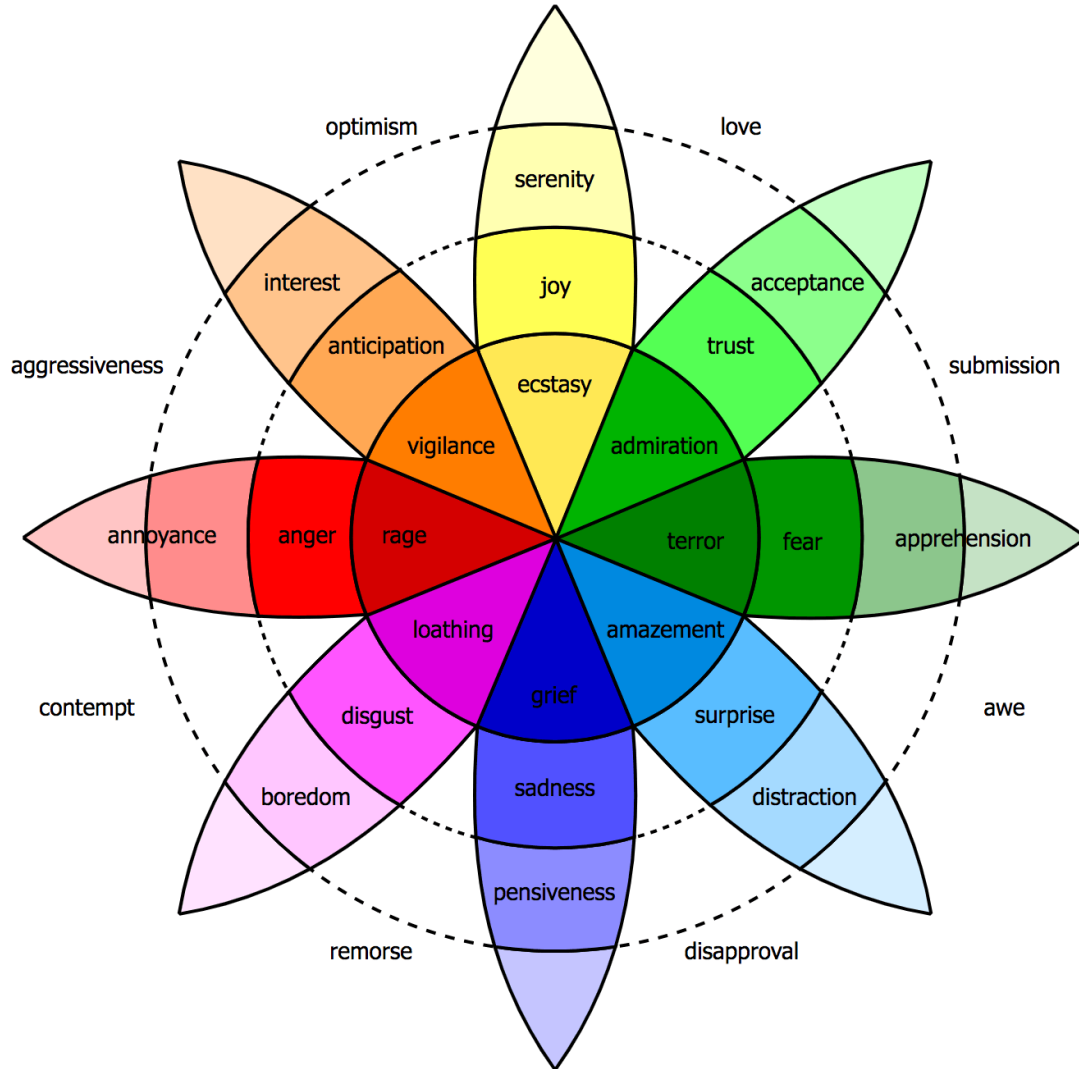 optimism
love
serenity
interest
joy
acceptance
anticipation
trust
aggressiveness
submission
ecstasy
vigilance
admiration
annoyance
anger
rage
terror
fear
apprehension
loathing
amazement
grief
contempt
disgust
surprise
awe
sadness
boredom
distraction
pensiveness
remorse
disapproval